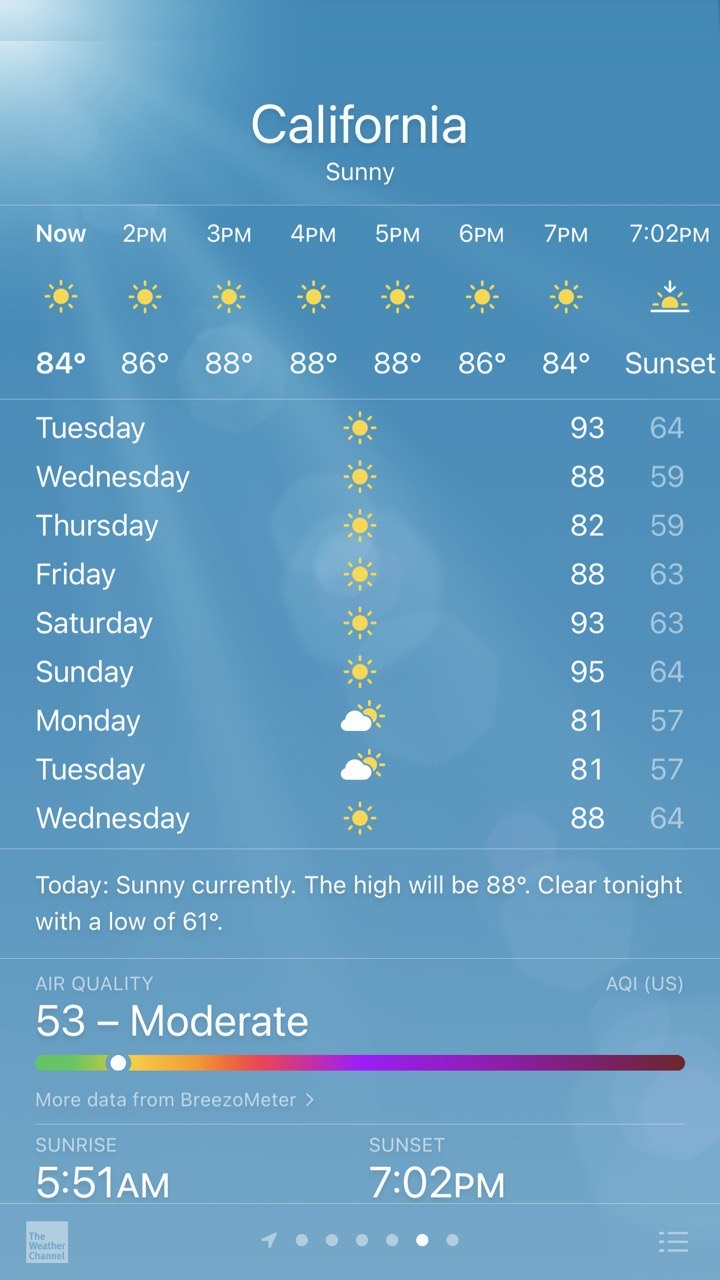 California
Sunny
Now 2PM 3PM 4PM 5PM 6PM 7PM 7:02PM
84° 86° 88° 88° 88° 86° 84° Sunset
Tuesday 93 64
Wednesday 88 59
Thursday 82 59
Friday 88 63
Saturday 93 63
Sunday 95 64
Monday 81 57
Tuesday 81 57
Wednesday 88 64
Today: Sunny currently. The high will be 88°. Clear tonight
with a low of 61°.
AIR QUALITY AQI (US)
53 – Moderate
More data from BreezoMeter >
SUNRISE SUNSET
5:51AM 7:02PM
The
Weather
Channel